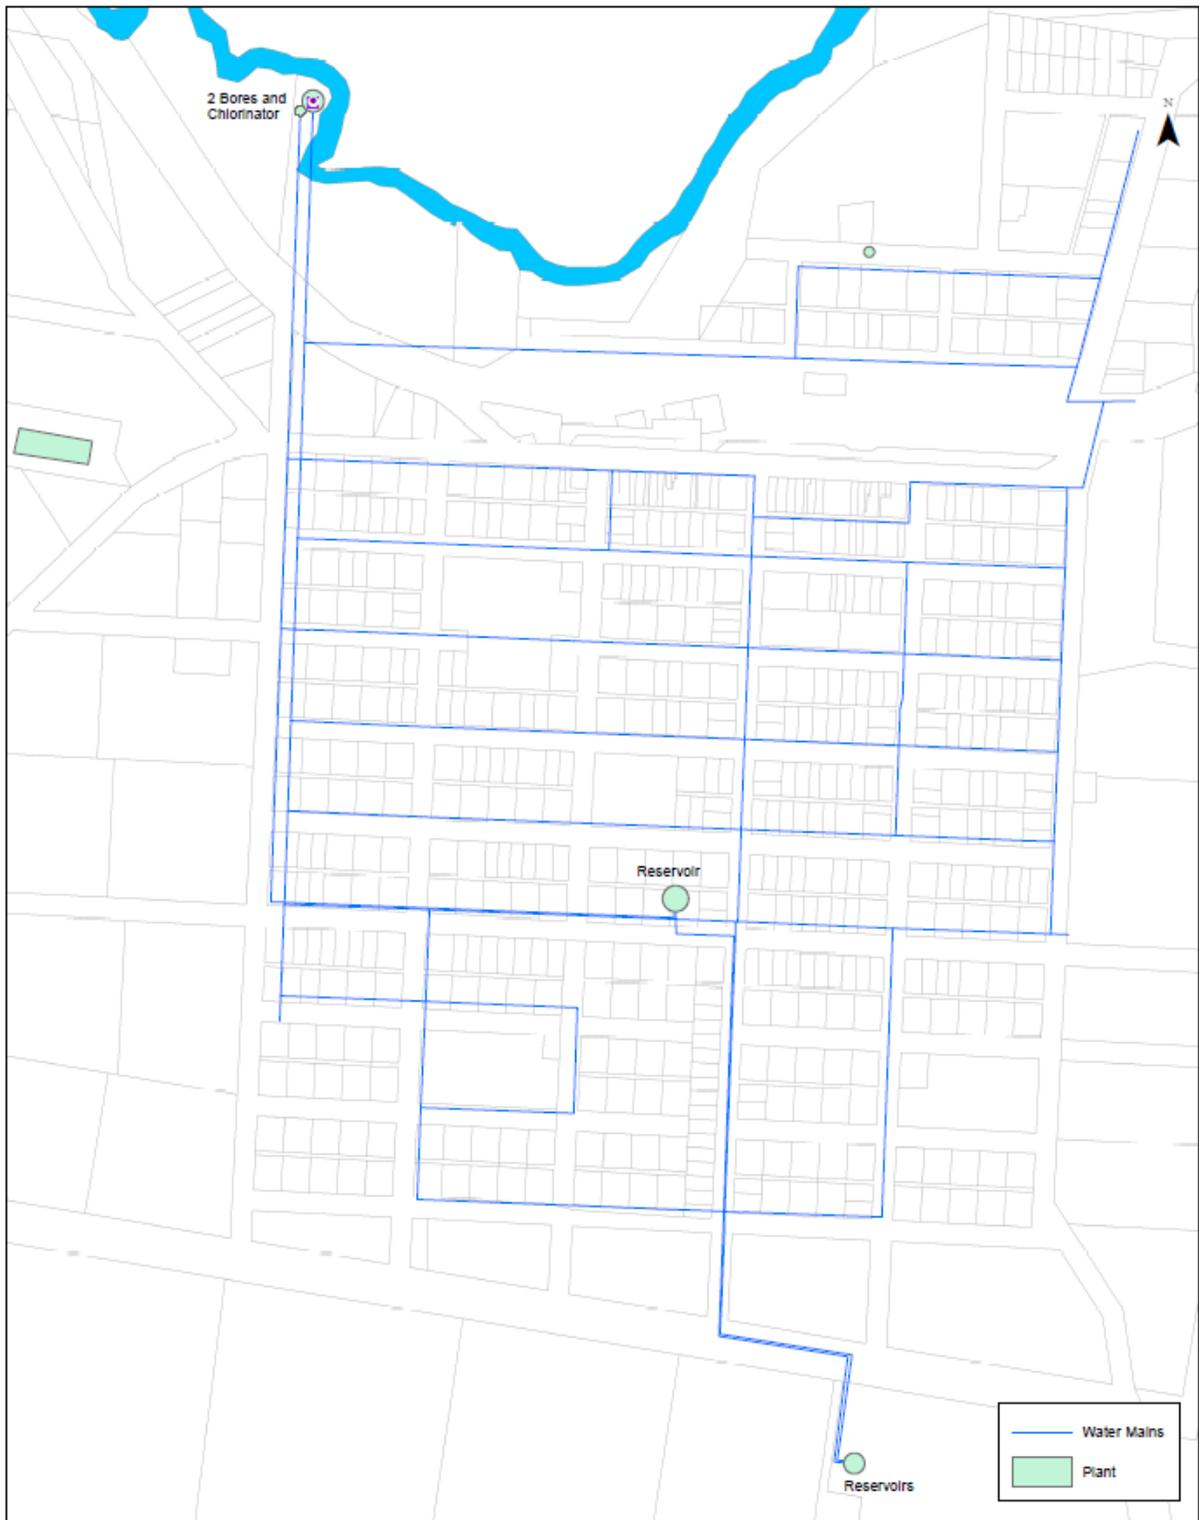 2 Bores and
Chlorinator
N
Reservoir
Water Mains
Plant
Reservoirs